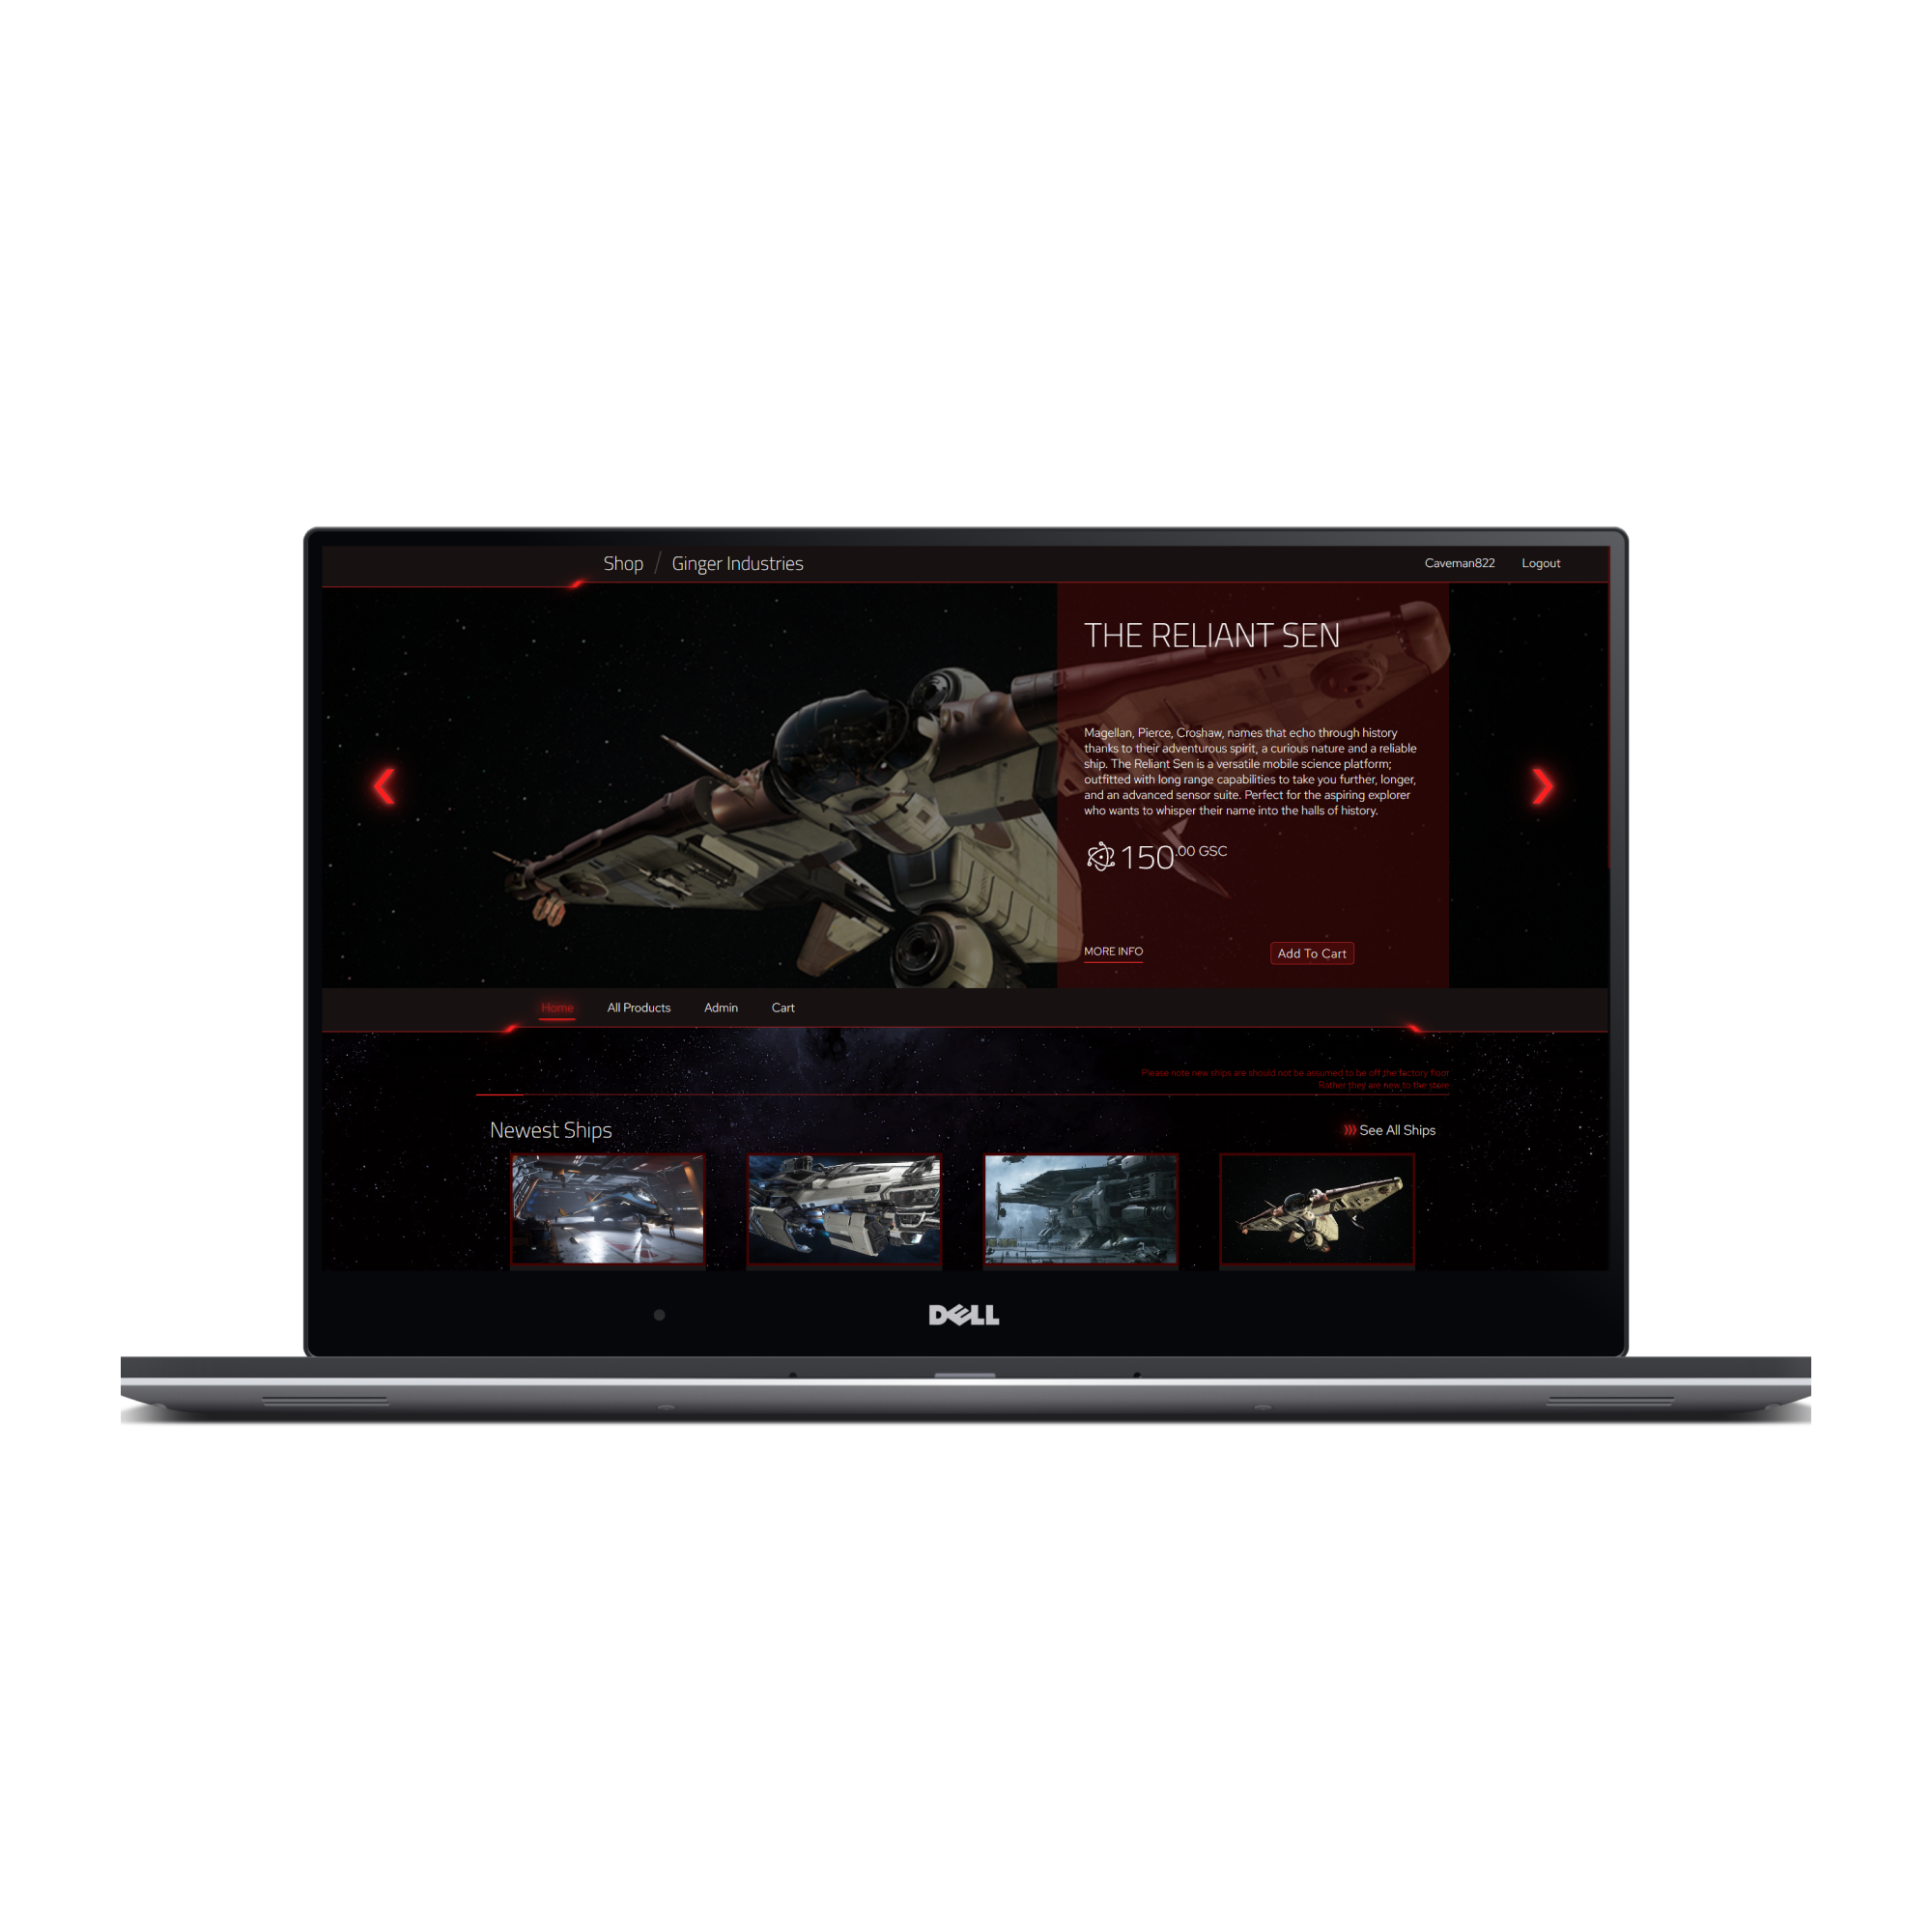 Shop / Ginger Industries
Caveman822
Logout
THE RELIANT SEN
Magellan, Pierce, Croshaw, names that echo through history
thanks to their adventurous spirit, a curious nature and a reliable
ship. The Reliant Sen is a versatile mobile science platform;
outfitted with long range capabilities to take you further, longer,
and an advanced sensor suite. Perfect for the aspiring explorer
who wants to whisper their name into the halls of history.
150.00 GSC
MORE INFO
Add To Cart
Home
All Products
Admin
Cart
Please note new ships are should not be assumed to be off the factory floor
Rather they are new to the store
Newest Ships
See All Ships
DELL